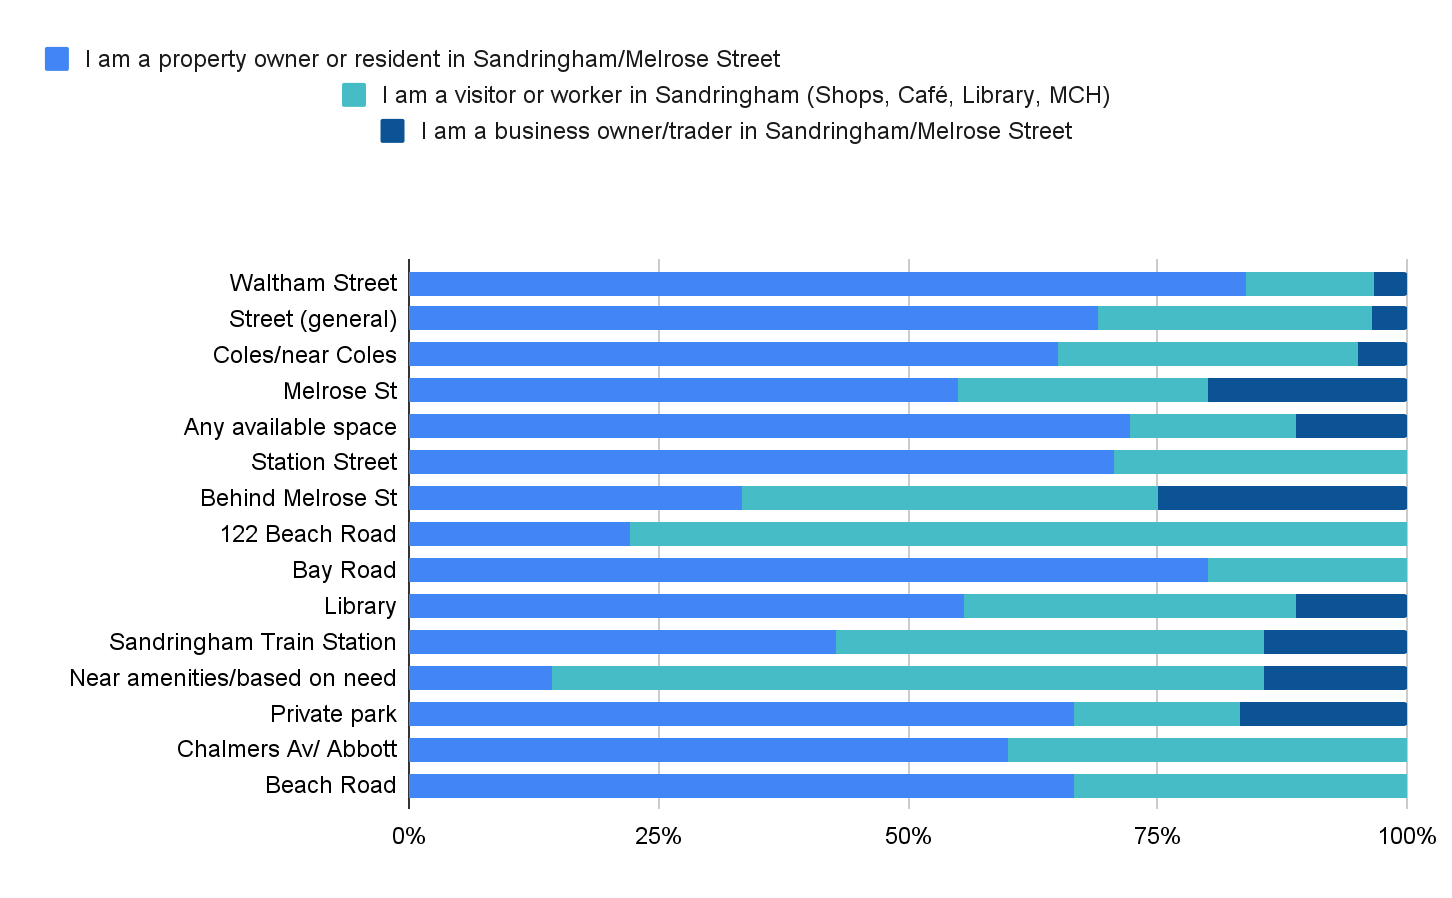 I am a property owner or resident in Sandringham/Melrose Street
I am a visitor or worker in Sandringham (Shops, Café, Library, MCH)
I am a business owner/trader in Sandringham/Melrose Street
Waltham Street
Street (general)
Coles/near Coles
Melrose St
Any available space
Station Street
Behind Melrose St
122 Beach Road
Bay Road
Library
Sandringham Train Station
Near amenities/based on need
Private park
Chalmers Av/ Abbott
Beach Road
0% 25% 50% 75% 100%